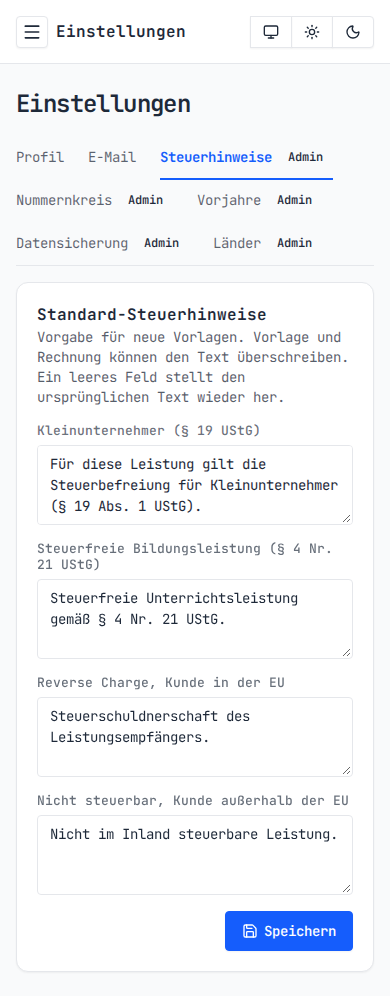 Einstellungen
Einstellungen
Profil E-Mail Steuerhinweise Admin
Nummernkreis Admin Vorjahre Admin
Datensicherung Admin Länder Admin
Standard-Steuerhinweise
Vorgabe für neue Vorlagen. Vorlage und
Rechnung können den Text überschreiben.
Ein leeres Feld stellt den
ursprünglichen Text wieder her.
Kleinunternehmer (§ 19 UStG)
Für diese Leistung gilt die
Steuerbefreiung für Kleinunternehmer
(§ 19 Abs. 1 UStG).
Steuerfreie Bildungsleistung (§ 4 Nr.
21 UStG)
Steuerfreie Unterrichtsleistung
gemäß § 4 Nr. 21 UStG.
Reverse Charge, Kunde in der EU
Steuerschuldnerschaft des
Leistungsempfängers.
Nicht steuerbar, Kunde außerhalb der EU
Nicht im Inland steuerbare Leistung.
Speichern